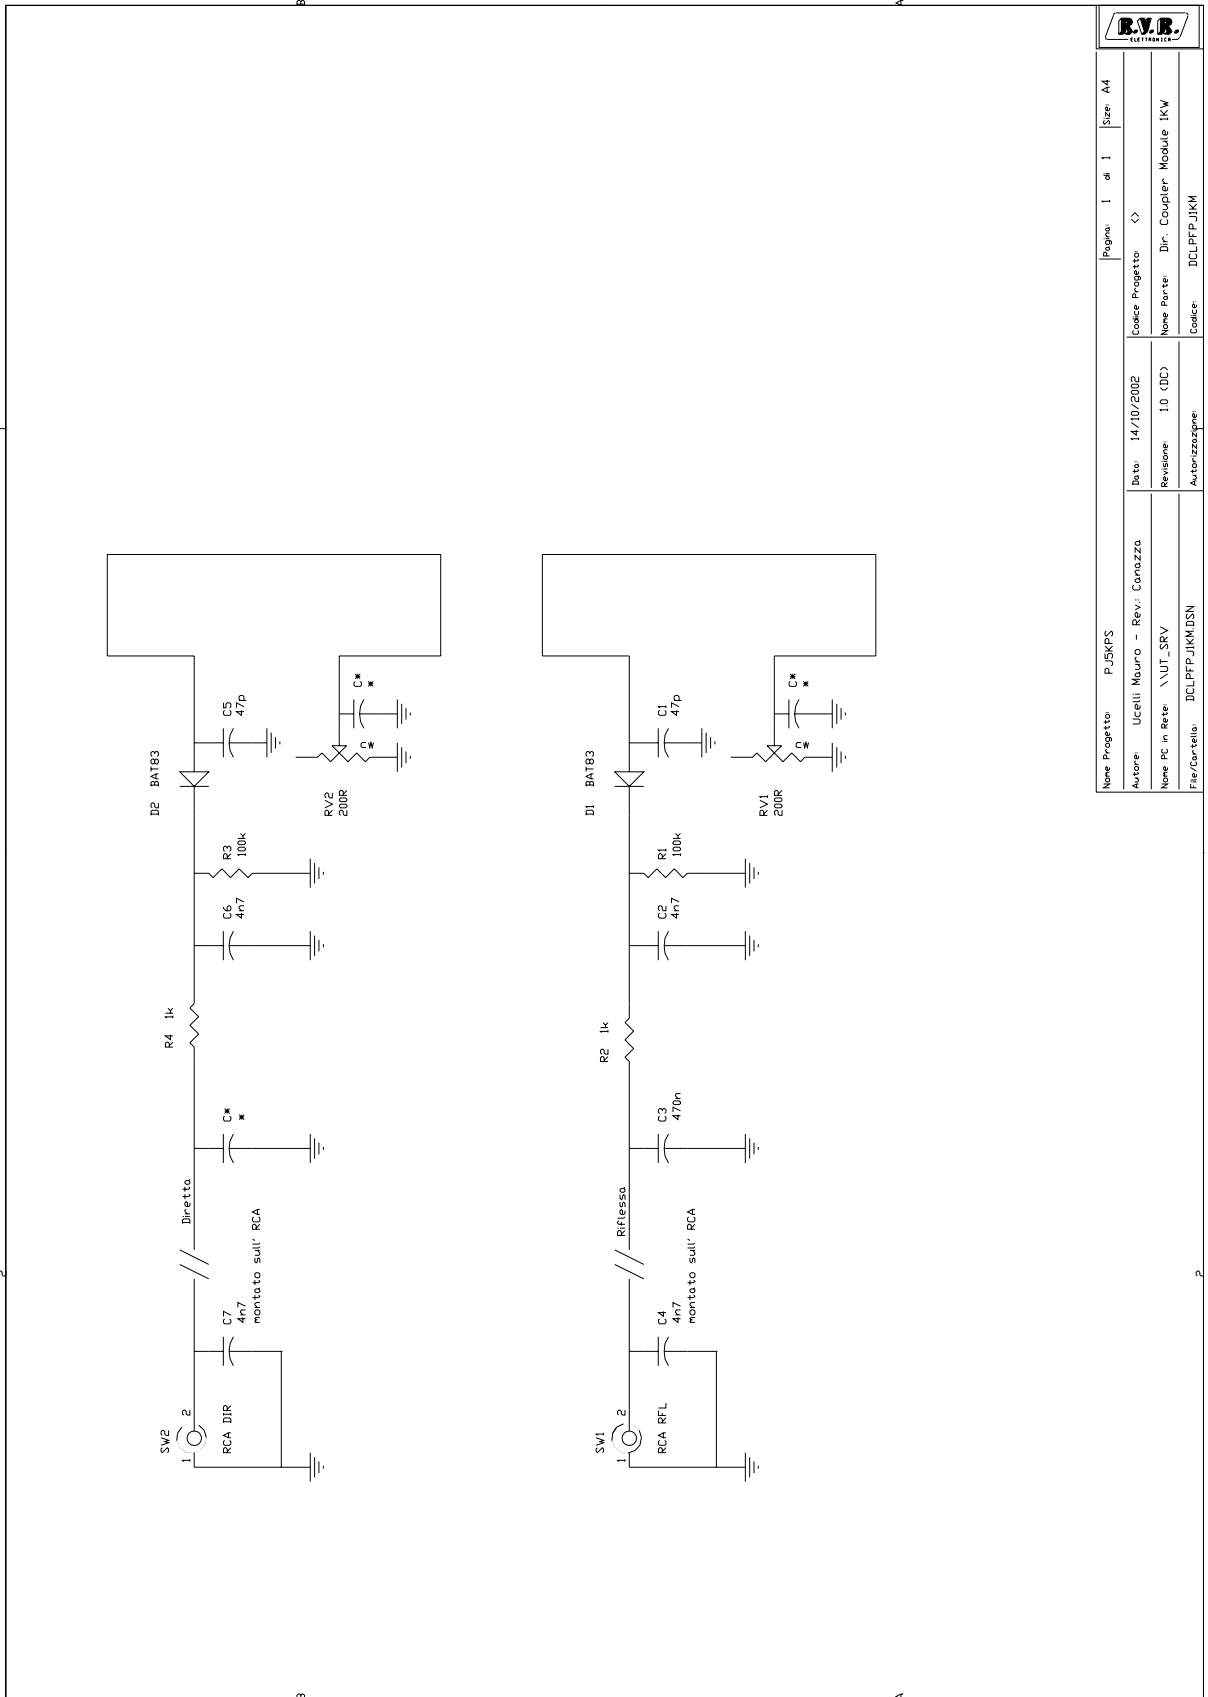 R.V.R.
ELETTRONICA
Nome Progetto: PJ5KPS
Pagina: 1 di 1
Size: A4
Autore: Ucelli Mauro - Rev.: Canazza
Data: 14/10/2002
Codice Progetto: <>
Nome PC in Rete: \\UT_SRV
Revisione: 1.0 (DC)
Nome Parte: Dir. Coupler Module 1KW
File/Cartella: DCLPFPJ1KM.DSN
Autorizzazione:
Codice: DCLPFPJ1KM
B
A
SW2
1
2
RCA DIR
C7
4n7
montato sull' RCA
Diretta
C*
*
R4 1k
C6
4n7
R3
100k
D2 BAT83
C5
47p
RV2
200R
CW
C*
*
SW1
1
2
RCA RFL
C4
4n7
montato sull' RCA
Riflessa
C3
470n
R2 1k
C2
4n7
R1
100k
D1 BAT83
C1
47p
RV1
200R
CW
C*
*
2
2
B
A